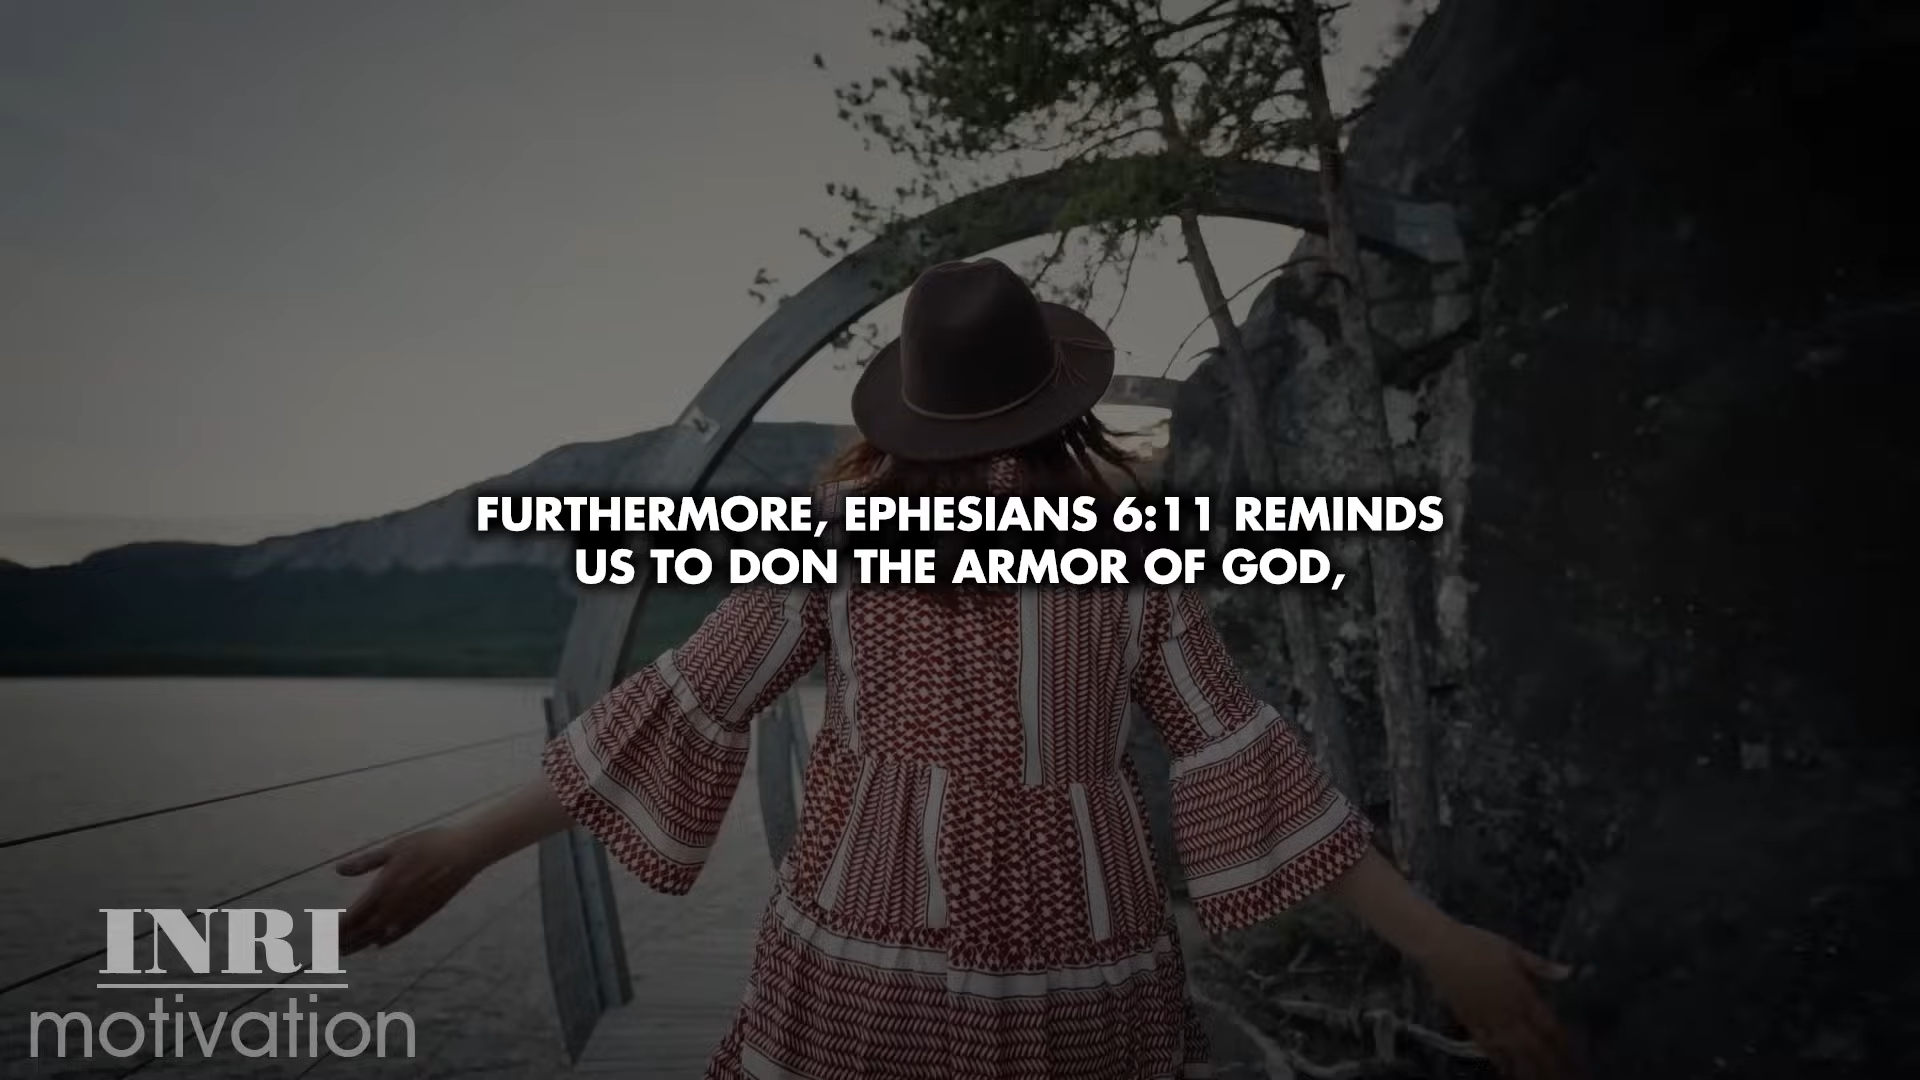 FURTHERMORE, EPHESIANS 6:11 REMINDS
US TO DON THE ARMOR OF GOD,
INRI
motivation